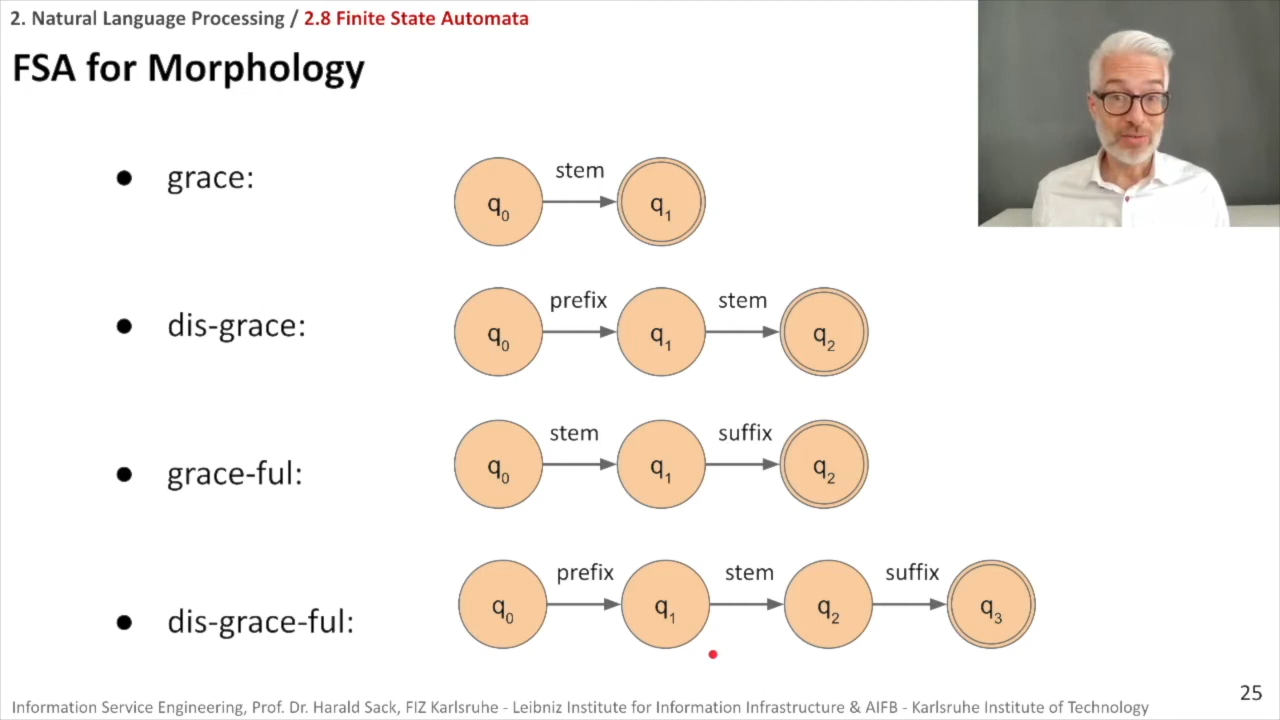 2. Natural Language Processing / 2.8 Finite State Automata
FSA for Morphology
● grace:
stem
q0 q1
● dis-grace:
prefix stem
q0 q1 q2
● grace-ful:
stem suffix
q0 q1 q2
● dis-grace-ful:
prefix stem suffix
q0 q1 q2 q3
25
Information Service Engineering, Prof. Dr. Harald Sack, FIZ Karlsruhe - Leibniz Institute for Information Infrastructure & AIFB - Karlsruhe Institute of Technology